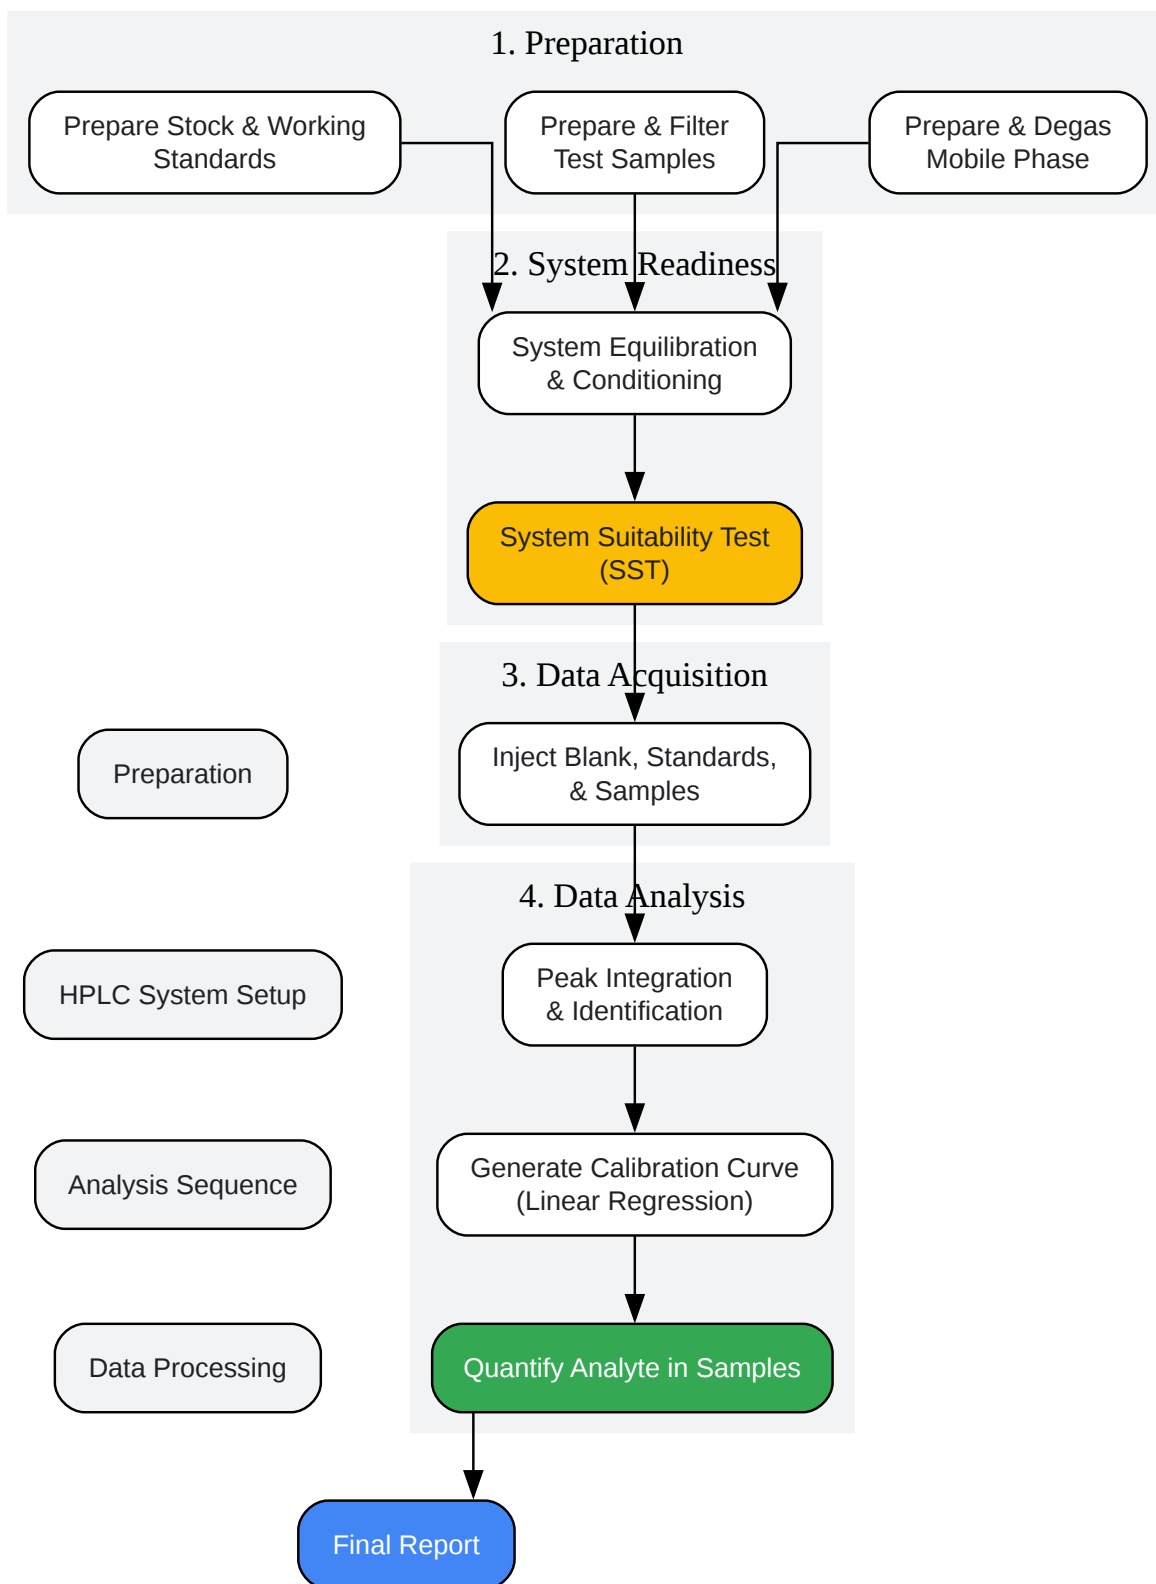 1. Preparation
Prepare Stock & Working
Standards
Prepare & Filter
Test Samples
Prepare & Degas
Mobile Phase
2. System Readiness
System Equilibration
& Conditioning
System Suitability Test
(SST)
3. Data Acquisition
Inject Blank, Standards,
& Samples
Preparation
4. Data Analysis
Peak Integration
& Identification
HPLC System Setup
Generate Calibration Curve
(Linear Regression)
Analysis Sequence
Quantify Analyte in Samples
Data Processing
Final Report